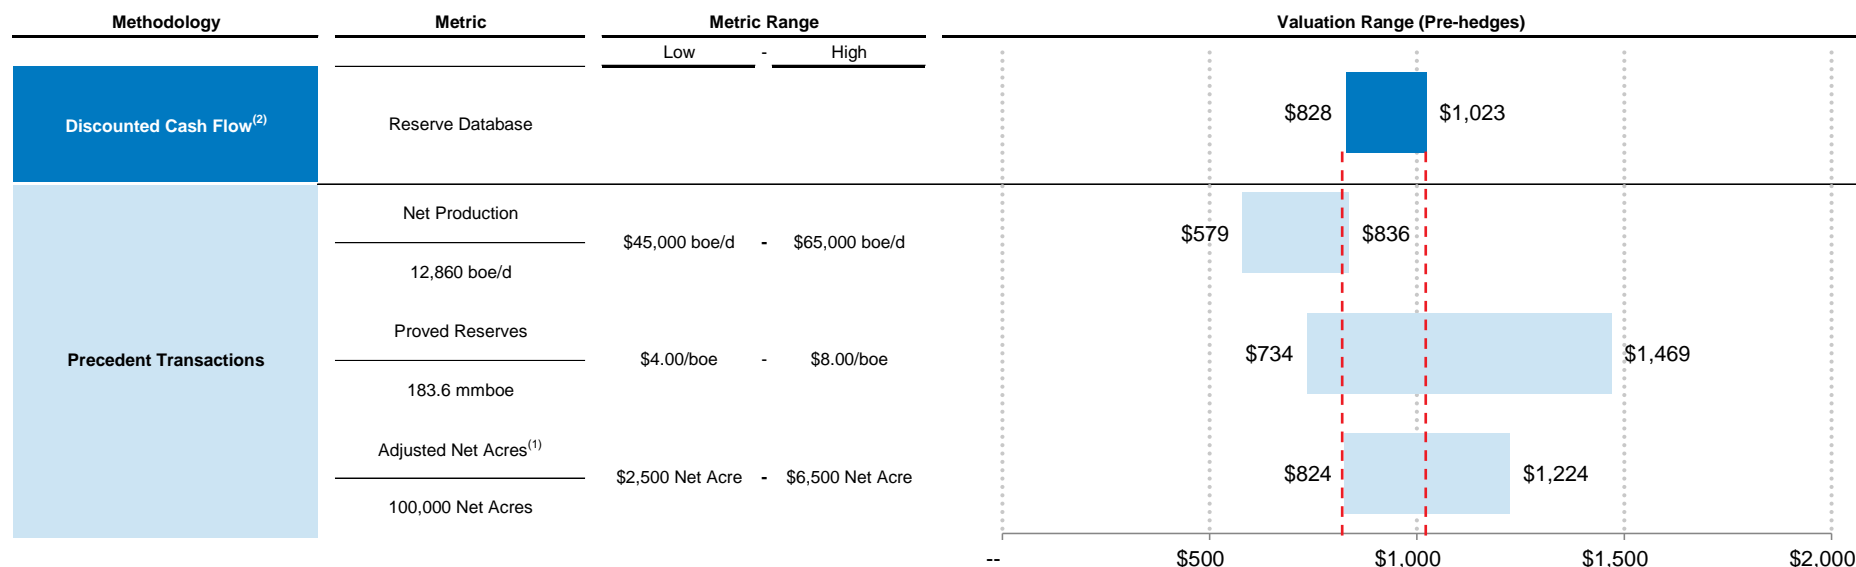 Methodology Metric Metric Range Valuation Range (Pre-hedges)
Low - High
Discounted Cash Flow(2) Reserve Database $828 $1,023
Net Production
$45,000 boe/d - $65,000 boe/d $579 $836
12,860 boe/d
Proved Reserves
Precedent Transactions $4.00/boe - $8.00/boe $734 $1,469
183.6 mmboe
Adjusted Net Acres(1)
$2,500 Net Acre - $6,500 Net Acre $824 $1,224
100,000 Net Acres
-- $500 $1,000 $1,500 $2,000